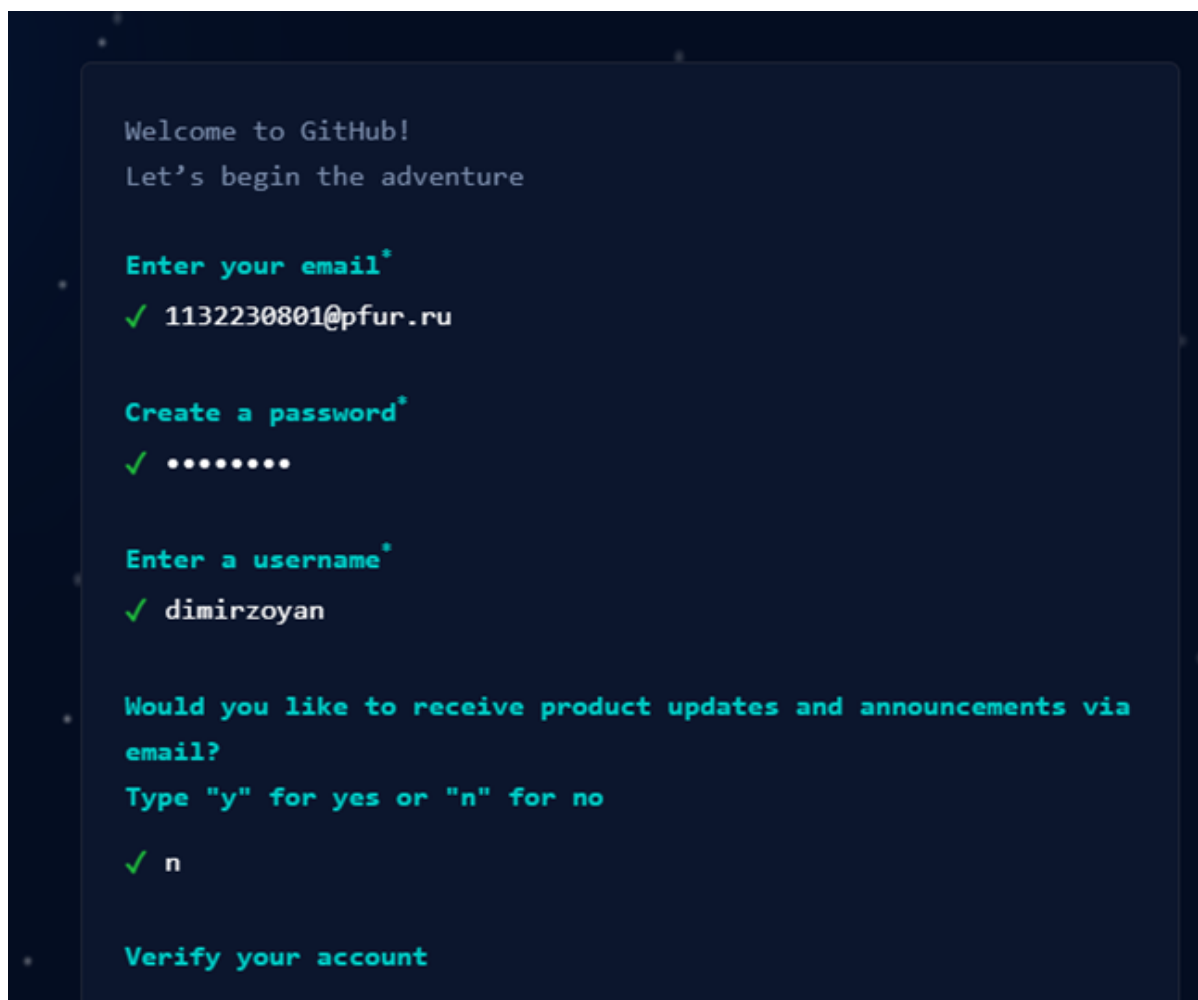 Welcome to GitHub!
Let’s begin the adventure
Enter your email*
✓ 1132230801@pfur.ru
Create a password*
✓ ••••••••
Enter a username*
✓ dimirzoyan
Would you like to receive product updates and announcements via
email?
Type "y" for yes or "n" for no
✓ n
Verify your account